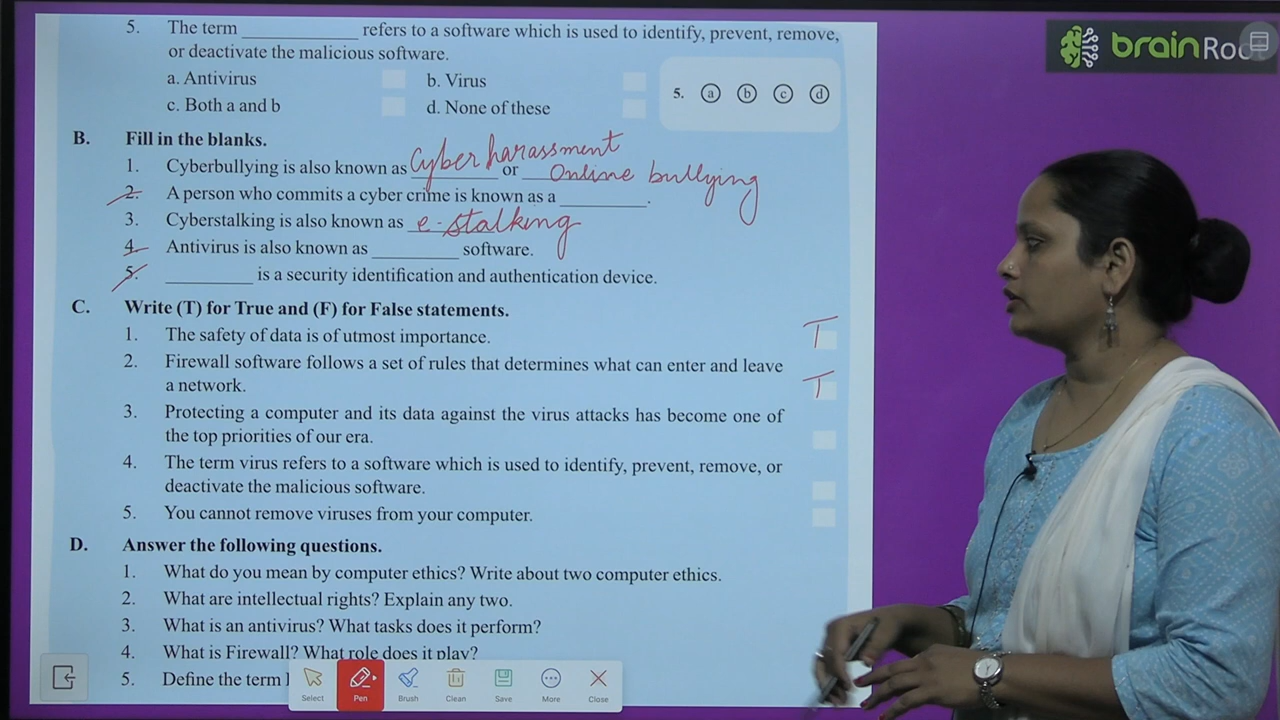 5. The term ____________ refers to a software which is used to identify, prevent, remove,
or deactivate the malicious software.
a. Antivirus b. Virus
c. Both a and b d. None of these
5. a b c d
brain
B. Fill in the blanks.
1. Cyberbullying is also known as Cyber harassment or Online bullying
2. A person who commits a cyber crime is known as a _________.
3. Cyberstalking is also known as e-stalking
4. Antivirus is also known as _________ software.
5. _________ is a security identification and authentication device.
C. Write (T) for True and (F) for False statements.
1. The safety of data is of utmost importance. T
2. Firewall software follows a set of rules that determines what can enter and leave
a network. T
3. Protecting a computer and its data against the virus attacks has become one of
the top priorities of our era.
4. The term virus refers to a software which is used to identify, prevent, remove, or
deactivate the malicious software.
5. You cannot remove viruses from your computer.
D. Answer the following questions.
1. What do you mean by computer ethics? Write about two computer ethics.
2. What are intellectual rights? Explain any two.
3. What is an antivirus? What tasks does it perform?
4. What is Firewall? What role does it play?
5. Define the term
Select Pen Brush Clean Save More Close